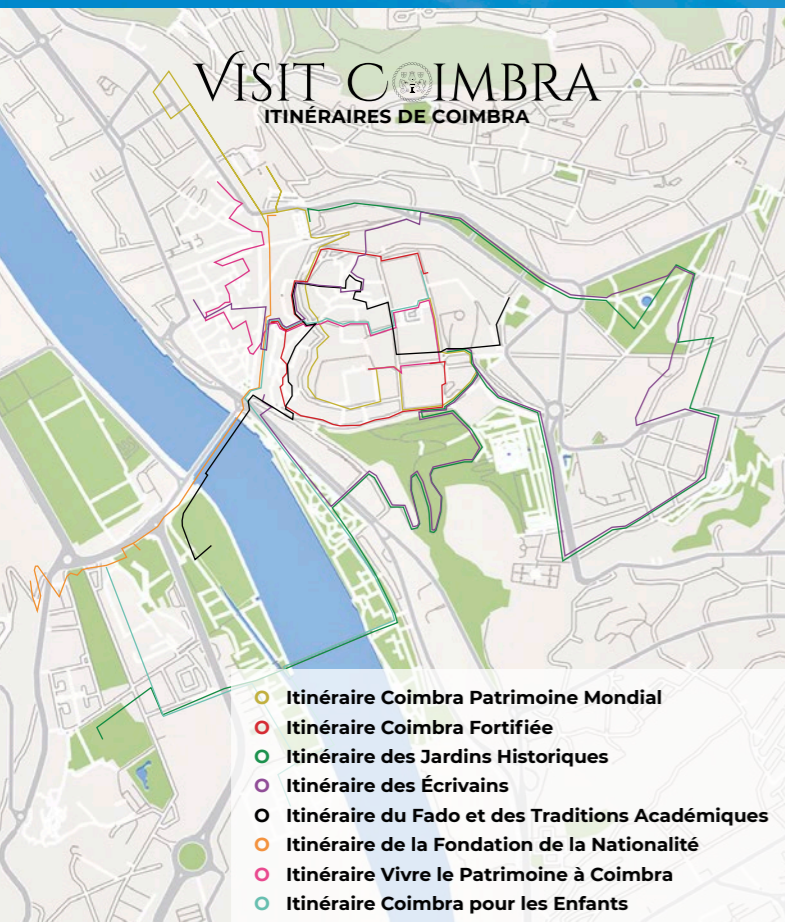 VISIT COIMBRA
ITINÉRAIRES DE COIMBRA
Itinéraire Coimbra Patrimoine Mondial
Itinéraire Coimbra Fortifiée
Itinéraire des Jardins Historiques
Itinéraire des Écrivains
Itinéraire du Fado et des Traditions Académiques
Itinéraire de la Fondation de la Nationalité
Itinéraire Vivre le Patrimoine à Coimbra
Itinéraire Coimbra pour les Enfants